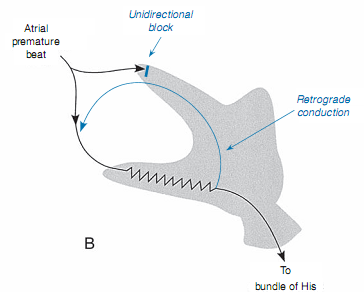 Unidirectional
block
Atrial
premature
beat
Retrograde
conduction
B
To
bundle of His